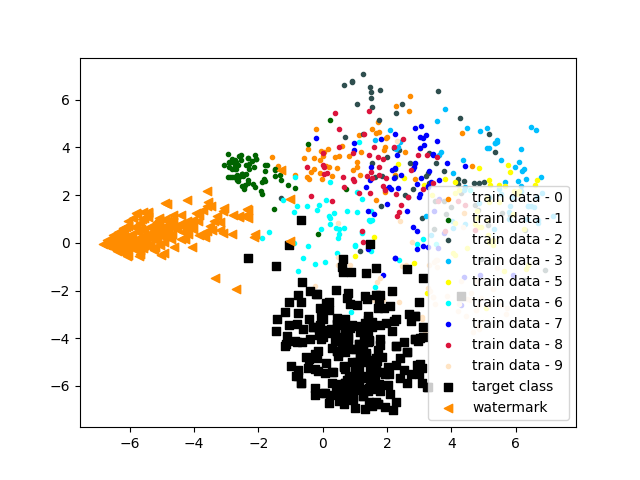 6
4
2
0
−2
−4
−6
−6
−4
−2
0
2
4
6
train data - 0
train data - 1
train data - 2
train data - 3
train data - 5
train data - 6
train data - 7
train data - 8
train data - 9
target class
watermark